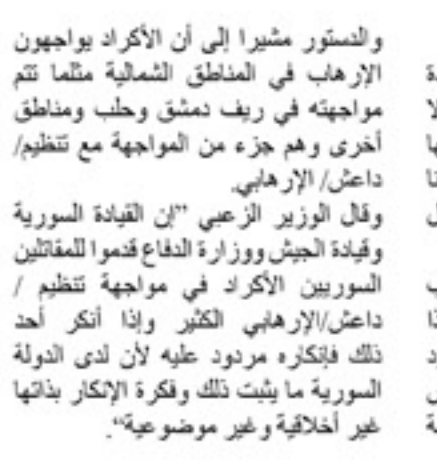 والدستور مشيرا إلى أن الأكراد يواجهون
الإرهاب في المناطق الشمالية مثلما تتم
مواجهته في ريف دمشق وحلب ومناطق
أخرى وهم جزء من المواجهة مع تنظيم/
داعش/ الإرهابي.
وقال الوزير الزعبي ”إن القيادة السورية
وقيادة الجيش ووزارة الدفاع قدموا للمقاتلين
السوريين الأكراد في مواجهة تنظيم /
داعش/الإرهابي الكثير وإذا أنكر أحد
ذلك فإنكاره مردود عليه لأن لدى الدولة
السورية ما يثبت ذلك وفكرة الإنكار بذاتها
غير أخلاقية وغير موضوعية“.